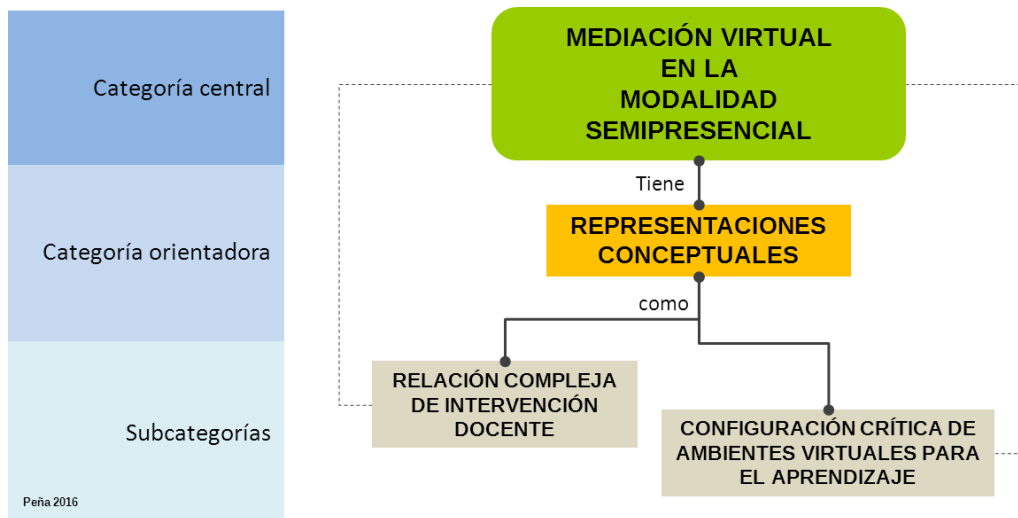 Categoría central
MEDIACIÓN VIRTUAL
EN LA
MODALIDAD
SEMIPRESENCIAL
Tiene
Categoría orientadora
REPRESENTACIONES
CONCEPTUALES
como
Subcategorías
RELACIÓN COMPLEJA
DE INTERVENCIÓN
DOCENTE
CONFIGURACIÓN CRÍTICA DE
AMBIENTES VIRTUALES PARA
EL APRENDIZAJE
Peña 2016